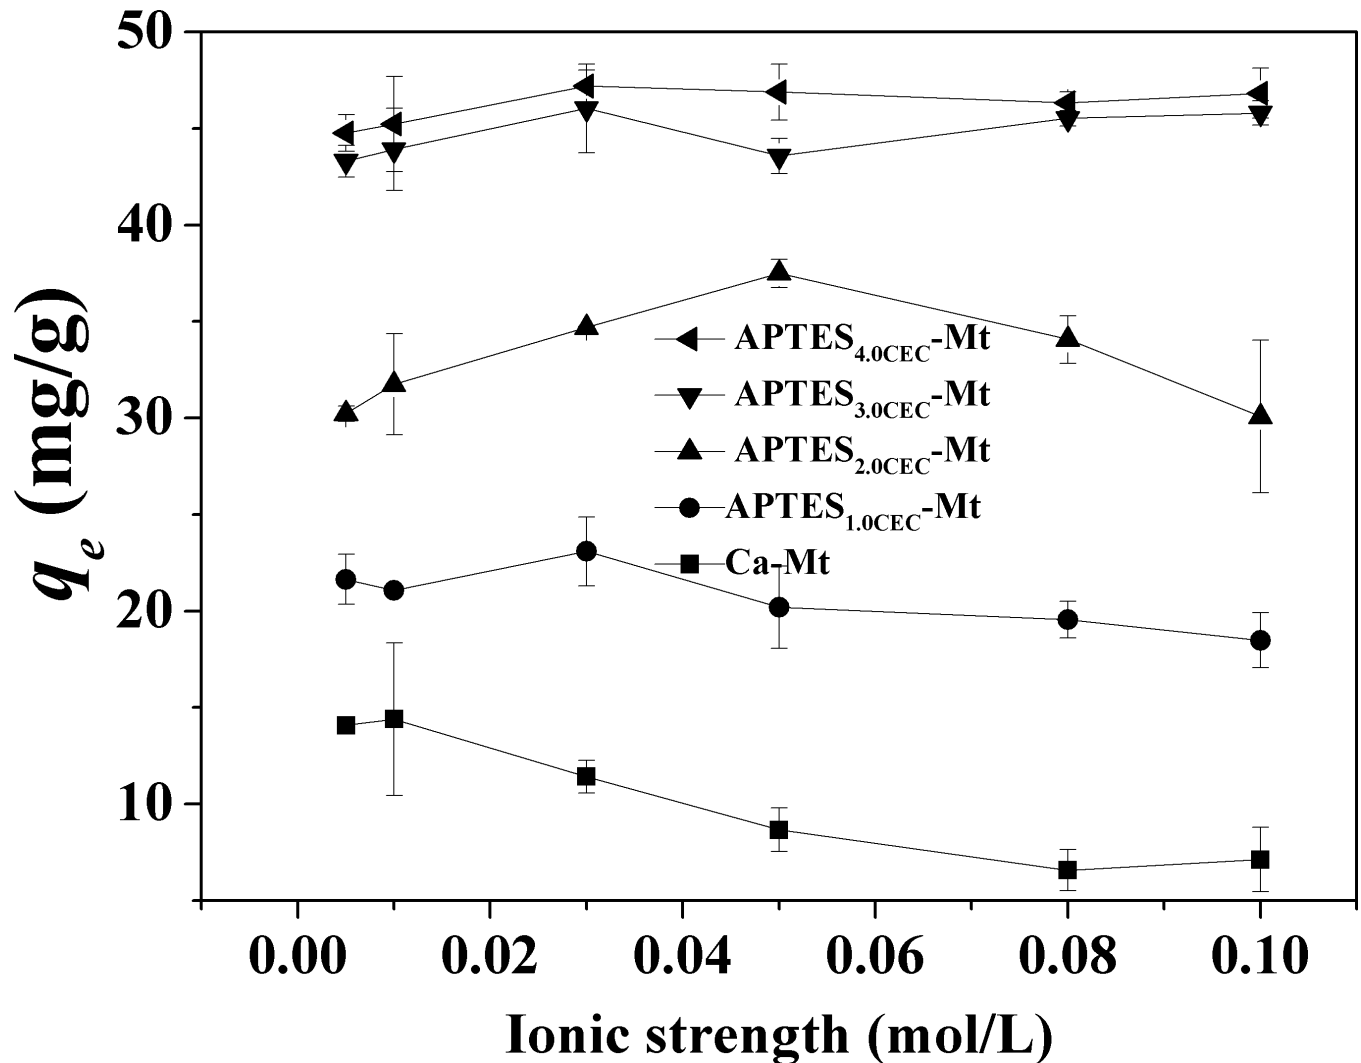 50
40
30
20
10
q_e (mg/g)
APTES4.0CEC-Mt
APTES3.0CEC-Mt
APTES2.0CEC-Mt
APTES1.0CEC-Mt
Ca-Mt
0.00 0.02 0.04 0.06 0.08 0.10
Ionic strength (mol/L)